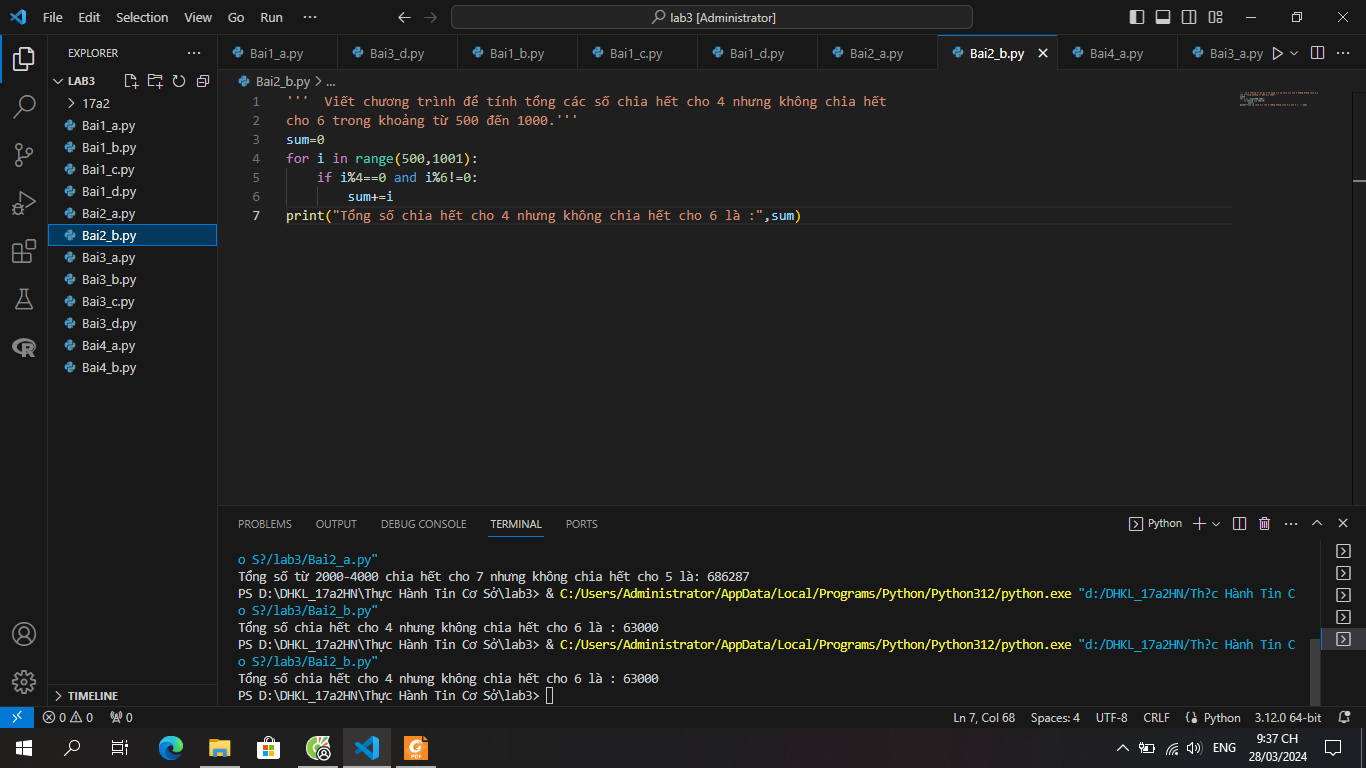 File Edit Selection View Go Run ··· lab3 [Administrator]
EXPLORER ···
LAB3
17a2
Bai1_a.py
Bai1_b.py
Bai1_c.py
Bai1_d.py
Bai2_a.py
Bai2_b.py
Bai3_a.py
Bai3_b.py
Bai3_c.py
Bai3_d.py
Bai4_a.py
Bai4_b.py
TIMELINE
Bai1_a.py Bai3_d.py Bai1_b.py Bai1_c.py Bai1_d.py Bai2_a.py Bai2_b.py Bai4_a.py Bai3_a.py
Bai2_b.py > ...
1 ''' Viết chương trình để tính tổng các số chia hết cho 4 nhưng không chia hết
2 cho 6 trong khoảng từ 500 đến 1000.'''
3 sum=0
4 for i in range(500,1001):
5 if i%4==0 and i%6!=0:
6 sum+=i
7 print("Tổng số chia hết cho 4 nhưng không chia hết cho 6 là :",sum)
PROBLEMS OUTPUT DEBUG CONSOLE TERMINAL PORTS Python
o S?/lab3/Bai2_a.py"
Tổng số từ 2000-4000 chia hết cho 7 nhưng không chia hết cho 5 là: 686287
PS D:\DHKL_17a2HN\Thực Hành Tin Cơ Sở\lab3> & C:/Users/Administrator/AppData/Local/Programs/Python/Python312/python.exe "d:/DHKL_17a2HN/Th?c Hành Tin C
o S?/lab3/Bai2_b.py"
Tổng số chia hết cho 4 nhưng không chia hết cho 6 là : 63000
PS D:\DHKL_17a2HN\Thực Hành Tin Cơ Sở\lab3> & C:/Users/Administrator/AppData/Local/Programs/Python/Python312/python.exe "d:/DHKL_17a2HN/Th?c Hành Tin C
o S?/lab3/Bai2_b.py"
Tổng số chia hết cho 4 nhưng không chia hết cho 6 là : 63000
PS D:\DHKL_17a2HN\Thực Hành Tin Cơ Sở\lab3>
0 0 0 Ln 7, Col 68 Spaces: 4 UTF-8 CRLF Python 3.12.0 64-bit
ENG 9:37 CH
28/03/2024